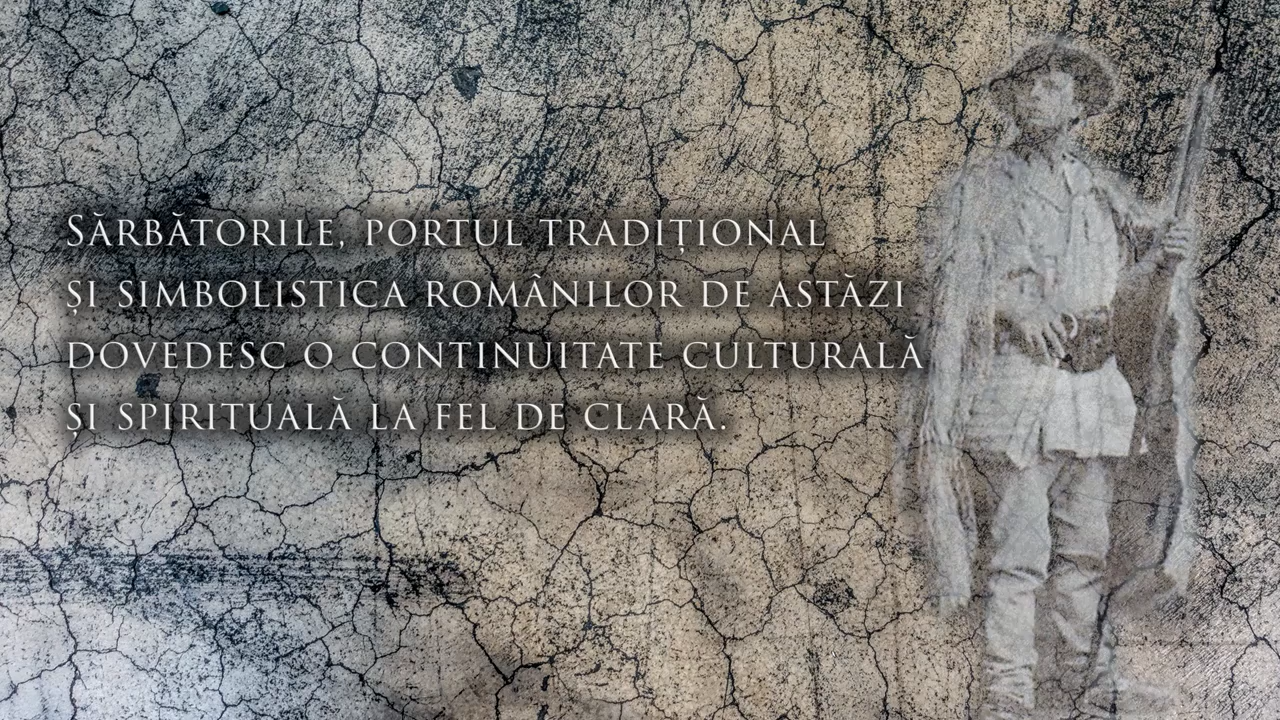 Sărbătorile, portul tradițional
și simbolistica românilor de astăzi
dovedesc o continuitate culturală
și spirituală la fel de clară.